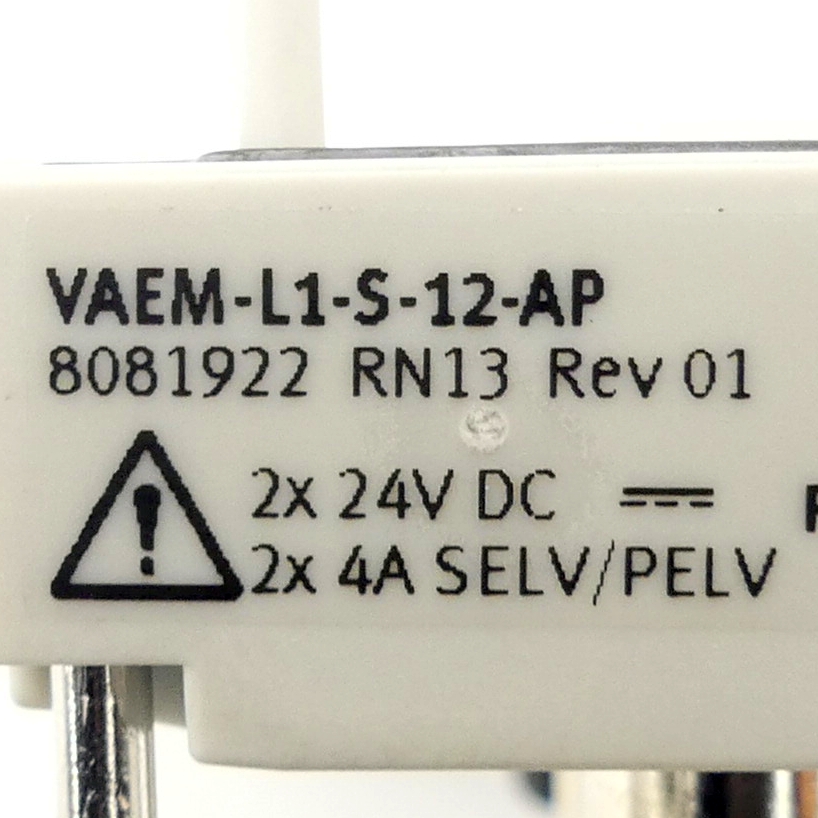 VAEM-L1-S-12-AP
8081922 RN13 Rev 01
2x 24V DC
2x 4A SELV/PELV